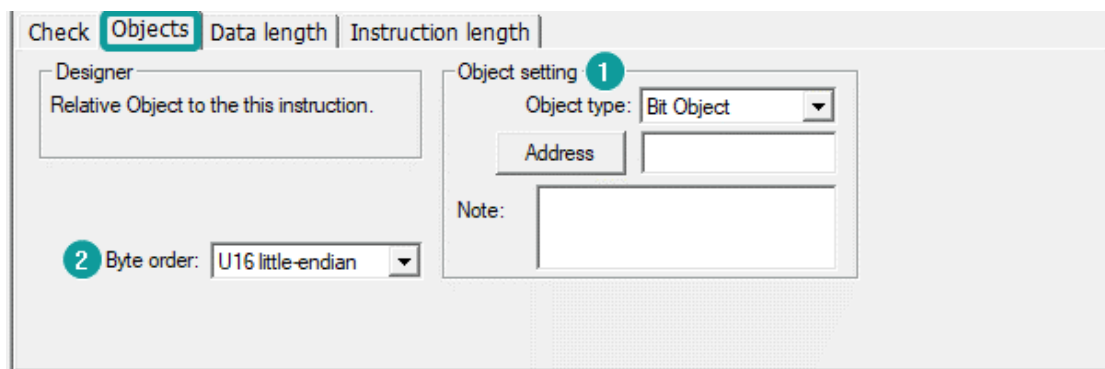 Check Objects Data length Instruction length
Designer
Relative Object to the this instruction.
Object setting 1
Object type: Bit Object
Address
Note:
2 Byte order: U16 little-endian